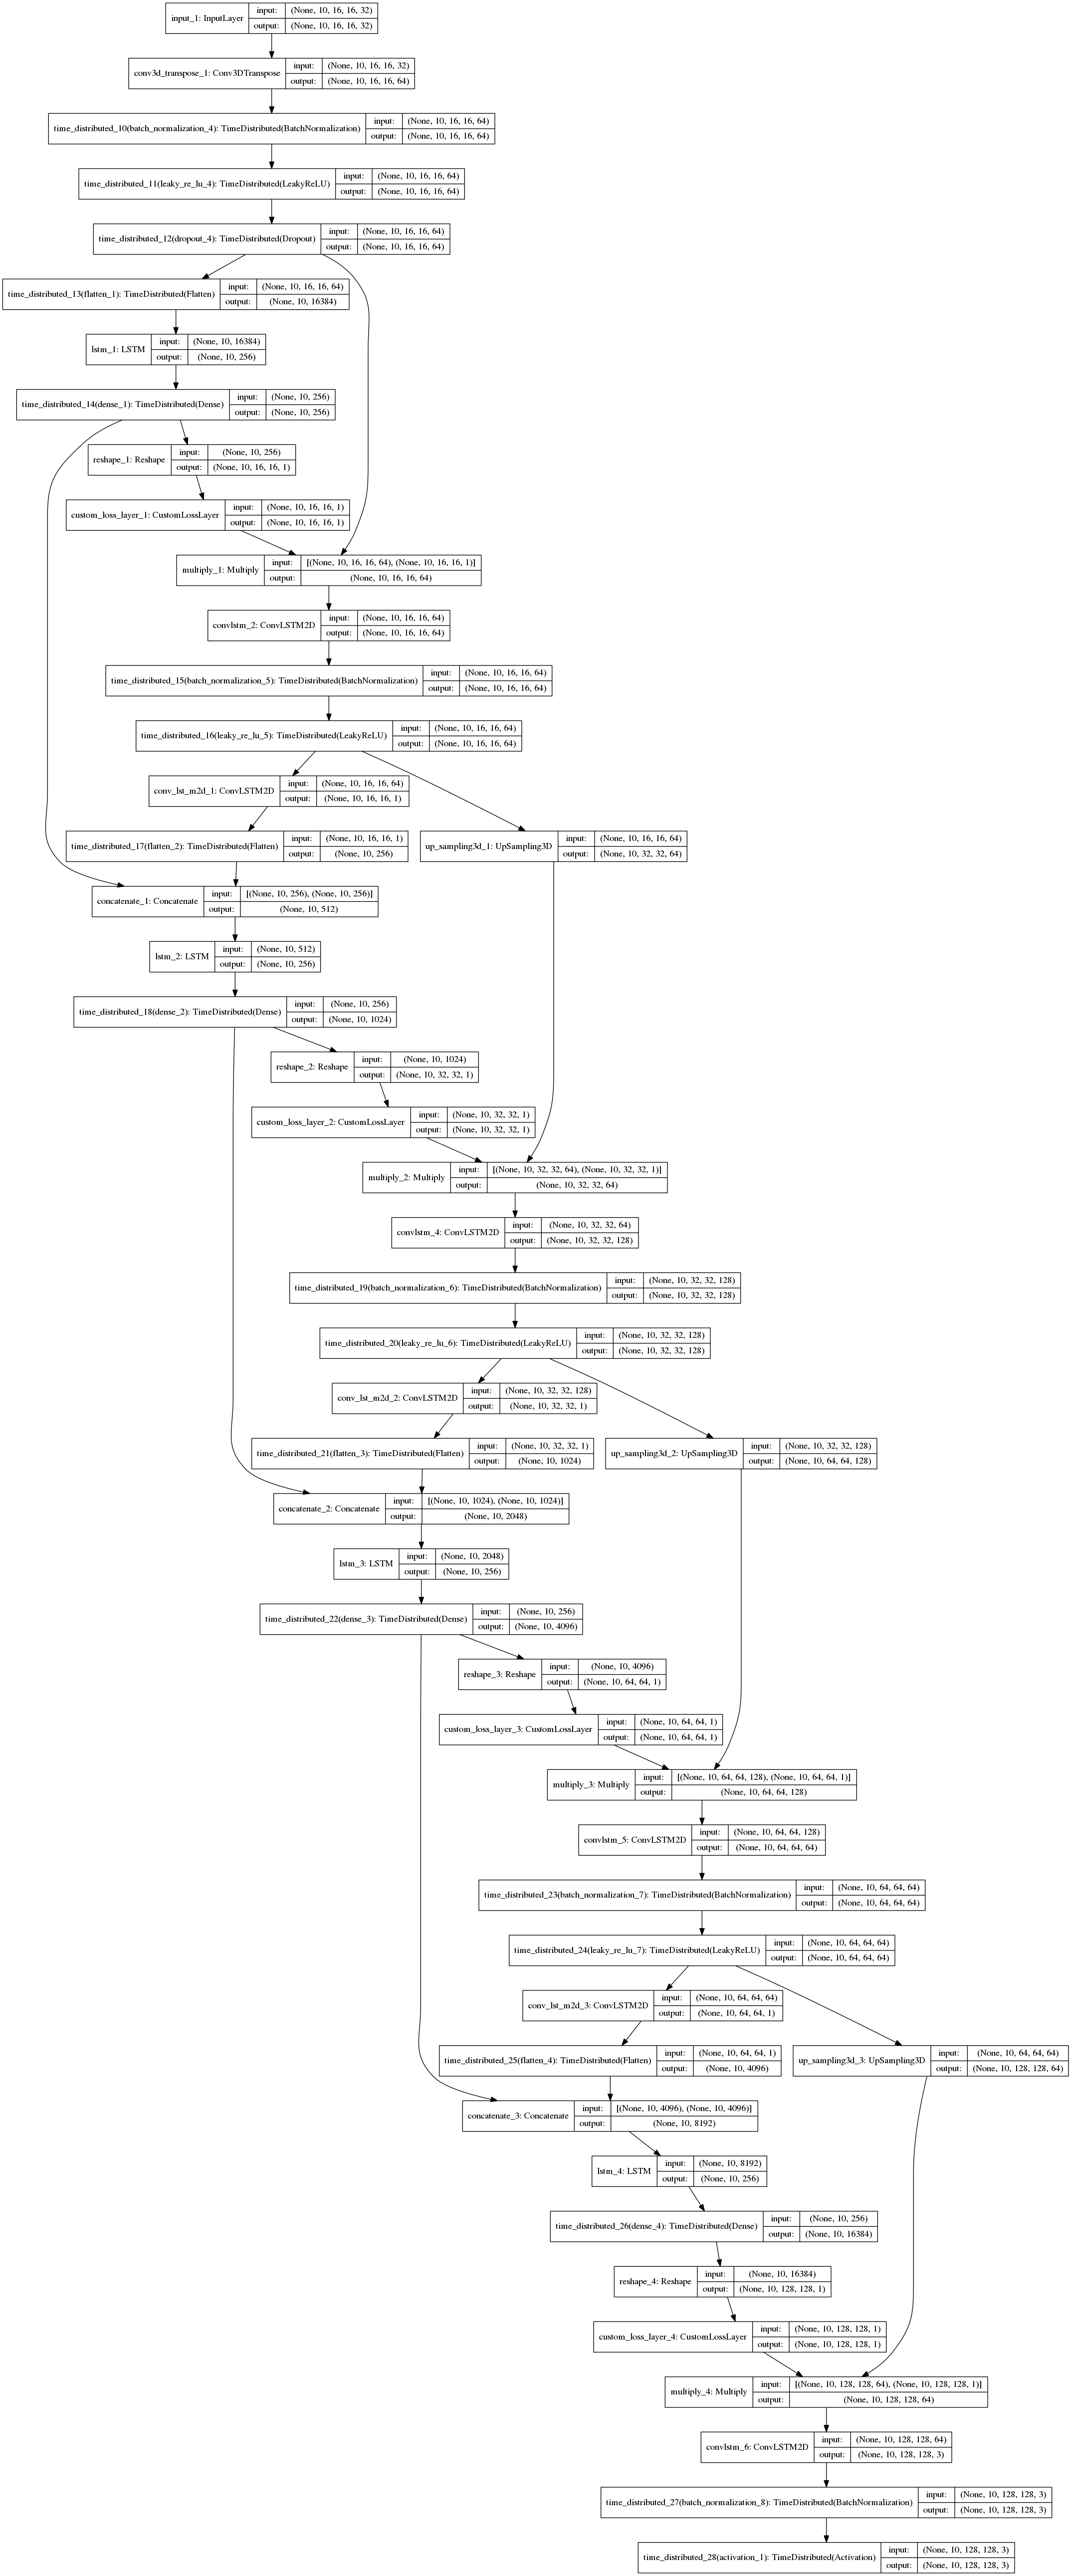 input_1: InputLayer
input: (None, 10, 16, 16, 32)
output: (None, 10, 16, 16, 32)
conv3d_transpose_1: Conv3DTranspose
input: (None, 10, 16, 16, 32)
output: (None, 10, 16, 16, 64)
time_distributed_10(batch_normalization_4): TimeDistributed(BatchNormalization)
input: (None, 10, 16, 16, 64)
output: (None, 10, 16, 16, 64)
time_distributed_11(leaky_re_lu_4): TimeDistributed(LeakyReLU)
input: (None, 10, 16, 16, 64)
output: (None, 10, 16, 16, 64)
time_distributed_12(dropout_4): TimeDistributed(Dropout)
input: (None, 10, 16, 16, 64)
output: (None, 10, 16, 16, 64)
time_distributed_13(flatten_1): TimeDistributed(Flatten)
input: (None, 10, 16, 16, 64)
output: (None, 10, 16384)
lstm_1: LSTM
input: (None, 10, 16384)
output: (None, 10, 256)
time_distributed_14(dense_1): TimeDistributed(Dense)
input: (None, 10, 256)
output: (None, 10, 256)
reshape_1: Reshape
input: (None, 10, 256)
output: (None, 10, 16, 16, 1)
custom_loss_layer_1: CustomLossLayer
input: (None, 10, 16, 16, 1)
output: (None, 10, 16, 16, 1)
multiply_1: Multiply
input: [(None, 10, 16, 16, 64), (None, 10, 16, 16, 1)]
output: (None, 10, 16, 16, 64)
convlstm_2: ConvLSTM2D
input: (None, 10, 16, 16, 64)
output: (None, 10, 16, 16, 64)
time_distributed_15(batch_normalization_5): TimeDistributed(BatchNormalization)
input: (None, 10, 16, 16, 64)
output: (None, 10, 16, 16, 64)
time_distributed_16(leaky_re_lu_5): TimeDistributed(LeakyReLU)
input: (None, 10, 16, 16, 64)
output: (None, 10, 16, 16, 64)
conv_lst_m2d_1: ConvLSTM2D
input: (None, 10, 16, 16, 64)
output: (None, 10, 16, 16, 1)
time_distributed_17(flatten_2): TimeDistributed(Flatten)
input: (None, 10, 16, 16, 1)
output: (None, 10, 256)
up_sampling3d_1: UpSampling3D
input: (None, 10, 16, 16, 64)
output: (None, 10, 32, 32, 64)
concatenate_1: Concatenate
input: [(None, 10, 256), (None, 10, 256)]
output: (None, 10, 512)
lstm_2: LSTM
input: (None, 10, 512)
output: (None, 10, 256)
time_distributed_18(dense_2): TimeDistributed(Dense)
input: (None, 10, 256)
output: (None, 10, 1024)
reshape_2: Reshape
input: (None, 10, 1024)
output: (None, 10, 32, 32, 1)
custom_loss_layer_2: CustomLossLayer
input: (None, 10, 32, 32, 1)
output: (None, 10, 32, 32, 1)
multiply_2: Multiply
input: [(None, 10, 32, 32, 64), (None, 10, 32, 32, 1)]
output: (None, 10, 32, 32, 64)
convlstm_4: ConvLSTM2D
input: (None, 10, 32, 32, 64)
output: (None, 10, 32, 32, 128)
time_distributed_19(batch_normalization_6): TimeDistributed(BatchNormalization)
input: (None, 10, 32, 32, 128)
output: (None, 10, 32, 32, 128)
time_distributed_20(leaky_re_lu_6): TimeDistributed(LeakyReLU)
input: (None, 10, 32, 32, 128)
output: (None, 10, 32, 32, 128)
conv_lst_m2d_2: ConvLSTM2D
input: (None, 10, 32, 32, 128)
output: (None, 10, 32, 32, 1)
time_distributed_21(flatten_3): TimeDistributed(Flatten)
input: (None, 10, 32, 32, 1)
output: (None, 10, 1024)
up_sampling3d_2: UpSampling3D
input: (None, 10, 32, 32, 128)
output: (None, 10, 64, 64, 128)
concatenate_2: Concatenate
input: [(None, 10, 1024), (None, 10, 1024)]
output: (None, 10, 2048)
lstm_3: LSTM
input: (None, 10, 2048)
output: (None, 10, 256)
time_distributed_22(dense_3): TimeDistributed(Dense)
input: (None, 10, 256)
output: (None, 10, 4096)
reshape_3: Reshape
input: (None, 10, 4096)
output: (None, 10, 64, 64, 1)
custom_loss_layer_3: CustomLossLayer
input: (None, 10, 64, 64, 1)
output: (None, 10, 64, 64, 1)
multiply_3: Multiply
input: [(None, 10, 64, 64, 128), (None, 10, 64, 64, 1)]
output: (None, 10, 64, 64, 128)
convlstm_5: ConvLSTM2D
input: (None, 10, 64, 64, 128)
output: (None, 10, 64, 64, 64)
time_distributed_23(batch_normalization_7): TimeDistributed(BatchNormalization)
input: (None, 10, 64, 64, 64)
output: (None, 10, 64, 64, 64)
time_distributed_24(leaky_re_lu_7): TimeDistributed(LeakyReLU)
input: (None, 10, 64, 64, 64)
output: (None, 10, 64, 64, 64)
conv_lst_m2d_3: ConvLSTM2D
input: (None, 10, 64, 64, 64)
output: (None, 10, 64, 64, 1)
time_distributed_25(flatten_4): TimeDistributed(Flatten)
input: (None, 10, 64, 64, 1)
output: (None, 10, 4096)
up_sampling3d_3: UpSampling3D
input: (None, 10, 64, 64, 64)
output: (None, 10, 128, 128, 64)
concatenate_3: Concatenate
input: [(None, 10, 4096), (None, 10, 4096)]
output: (None, 10, 8192)
lstm_4: LSTM
input: (None, 10, 8192)
output: (None, 10, 256)
time_distributed_26(dense_4): TimeDistributed(Dense)
input: (None, 10, 256)
output: (None, 10, 16384)
reshape_4: Reshape
input: (None, 10, 16384)
output: (None, 10, 128, 128, 1)
custom_loss_layer_4: CustomLossLayer
input: (None, 10, 128, 128, 1)
output: (None, 10, 128, 128, 1)
multiply_4: Multiply
input: [(None, 10, 128, 128, 64), (None, 10, 128, 128, 1)]
output: (None, 10, 128, 128, 64)
convlstm_6: ConvLSTM2D
input: (None, 10, 128, 128, 64)
output: (None, 10, 128, 128, 3)
time_distributed_27(batch_normalization_8): TimeDistributed(BatchNormalization)
input: (None, 10, 128, 128, 3)
output: (None, 10, 128, 128, 3)
time_distributed_28(activation_1): TimeDistributed(Activation)
input: (None, 10, 128, 128, 3)
output: (None, 10, 128, 128, 3)